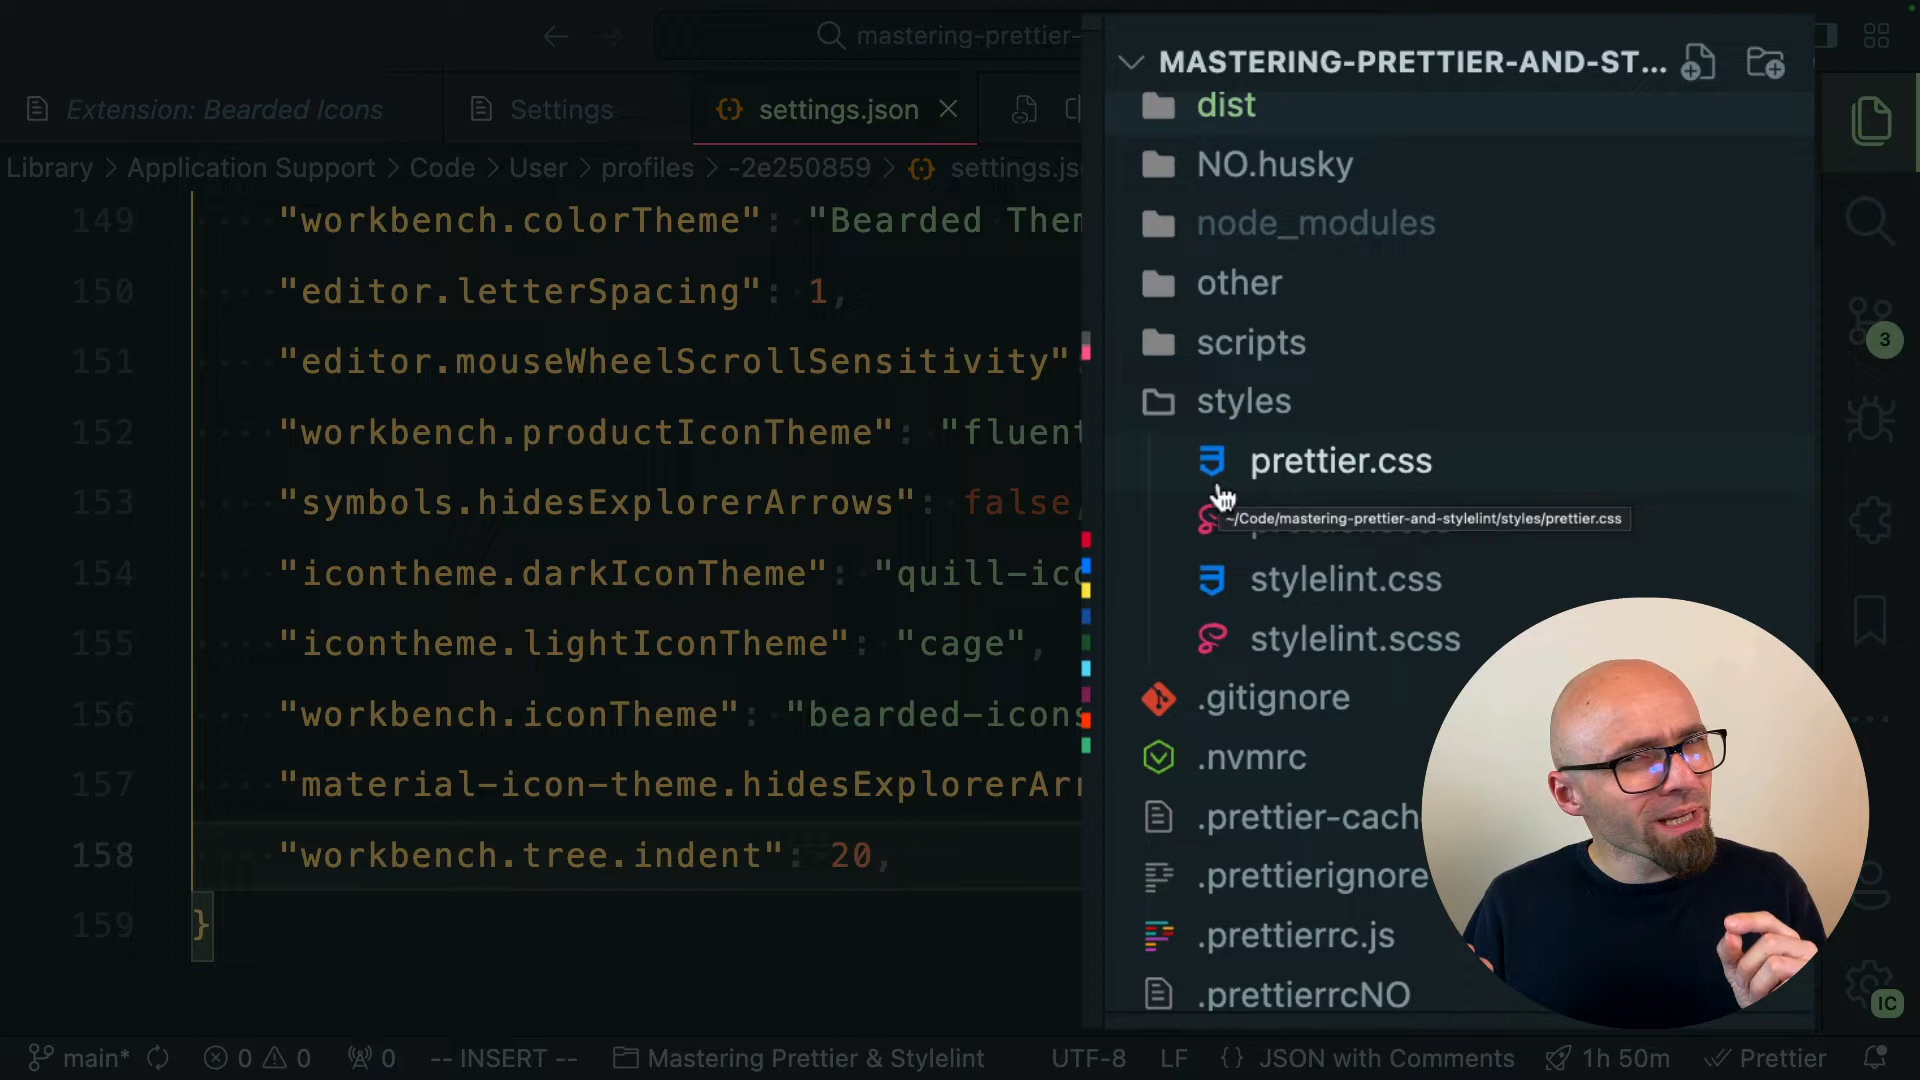 mastering-prettier-
Extension: Bearded Icons
Settings
settings.json
Library > Application Support > Code > User > profiles > -2e250859 > settings.js
149 "workbench.colorTheme": "Bearded Them
150 "editor.letterSpacing": 1,
151 "editor.mouseWheelScrollSensitivity"
152 "workbench.productIconTheme": "fluent
153 "symbols.hidesExplorerArrows": false,
154 "icontheme.darkIconTheme": "quill-ico
155 "icontheme.lightIconTheme": "cage",
156 "workbench.iconTheme": "bearded-icons
157 "material-icon-theme.hidesExplorerArr
158 "workbench.tree.indent": 20,
159 }
MASTERING-PRETTIER-AND-ST...
dist
NO.husky
node_modules
other
scripts
styles
prettier.css
~/Code/mastering-prettier-and-stylelint/styles/prettier.css
stylelint.css
stylelint.scss
.gitignore
.nvmrc
.prettier-cach
.prettierignore
.prettierrc.js
.prettierrcNO
3
IC
main* 0 0 0 -- INSERT -- Mastering Prettier & Stylelint UTF-8 LF {} JSON with Comments 1h 50m Prettier